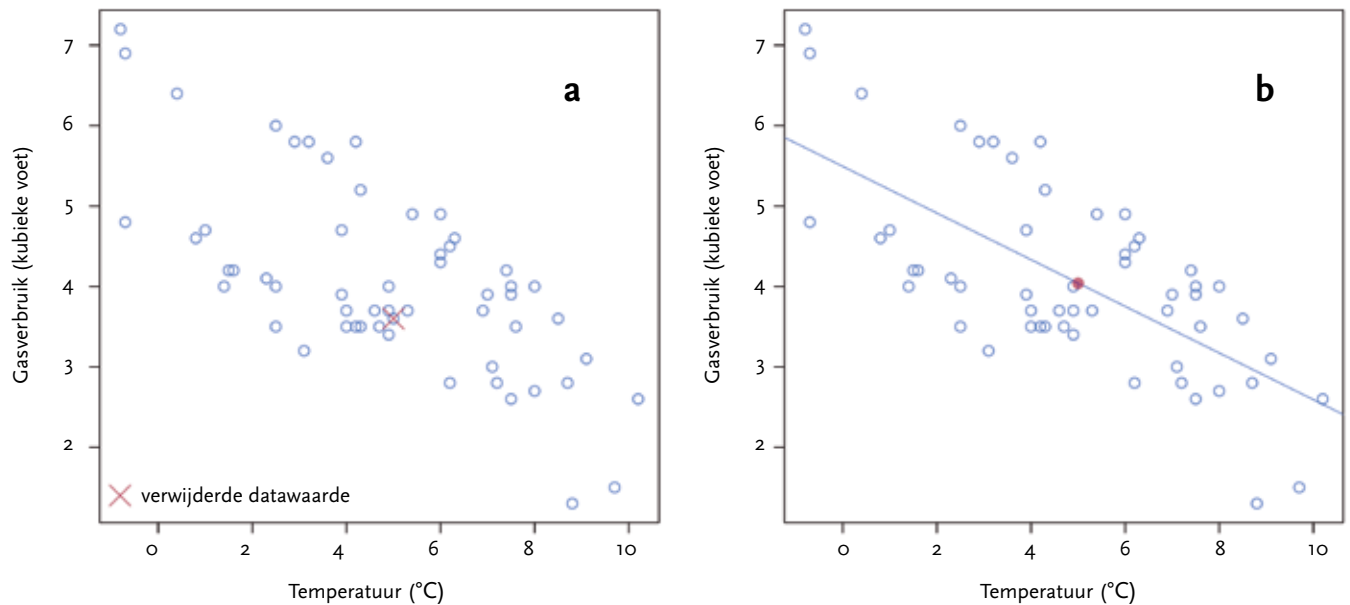 a
7
6
5
4
3
2
Gasverbruik (kubieke voet)
verwijderde datawaarde
0 2 4 6 8 10
Temperatuur (°C)
b
7
6
5
4
3
2
Gasverbruik (kubieke voet)
0 2 4 6 8 10
Temperatuur (°C)